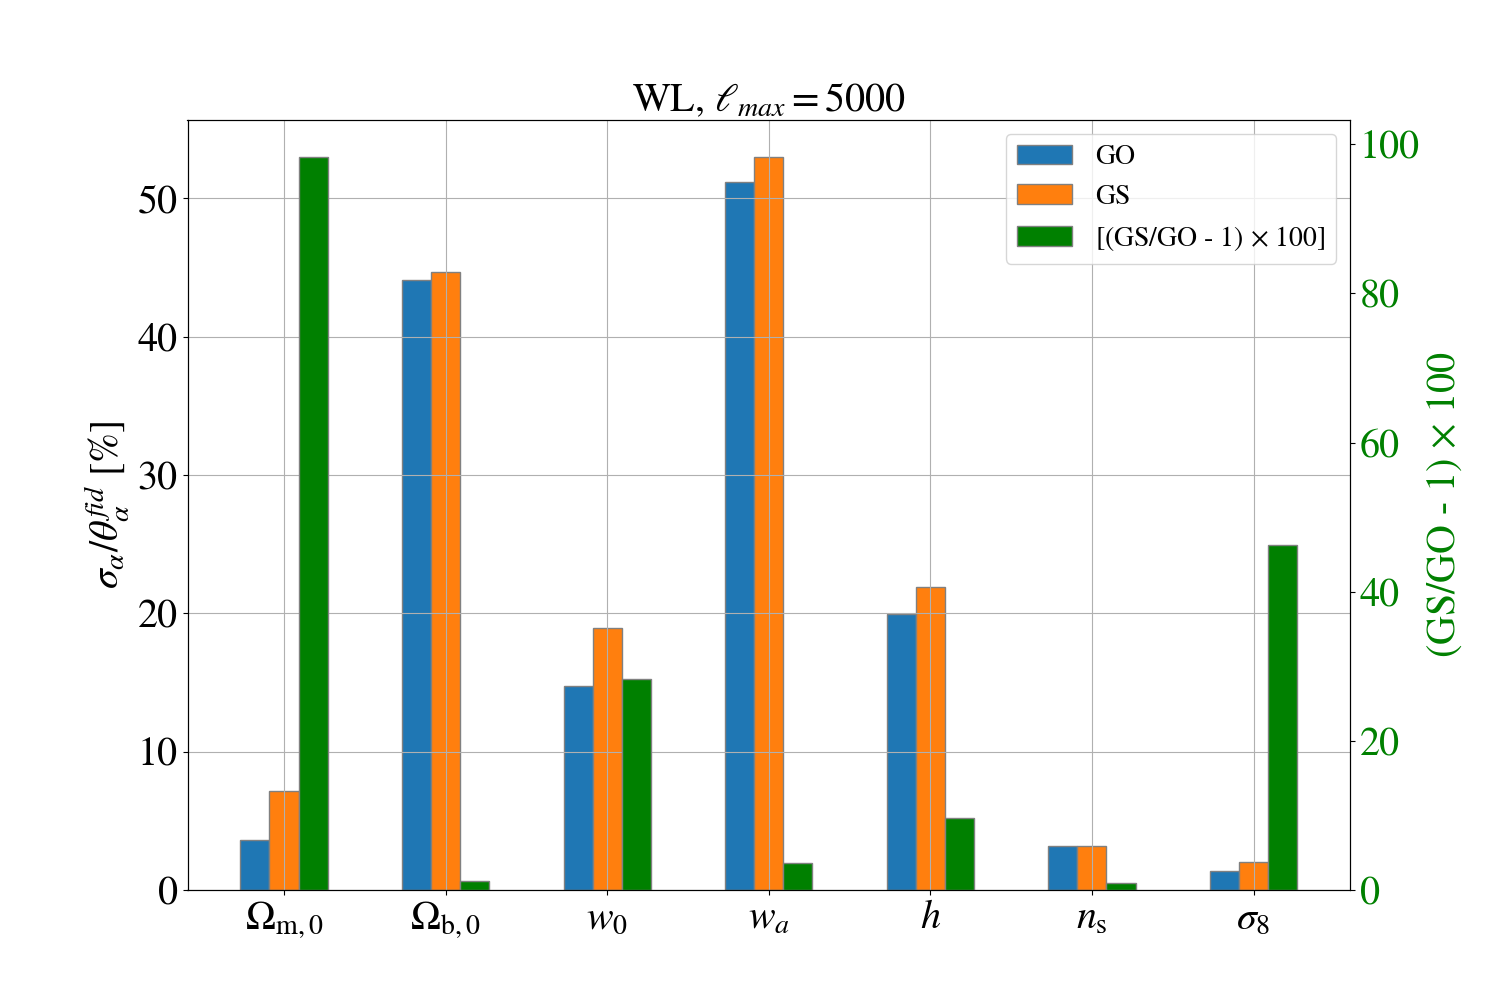 WL, ℓ_max = 5000
GO
GS
[(GS/GO - 1) × 100]
σ_α/θ_α^fid [%]
50
40
30
20
10
0
100
80
60
40
20
0
(GS/GO - 1) × 100
Ω_m,0 Ω_b,0 w_0 w_a h n_s σ_8